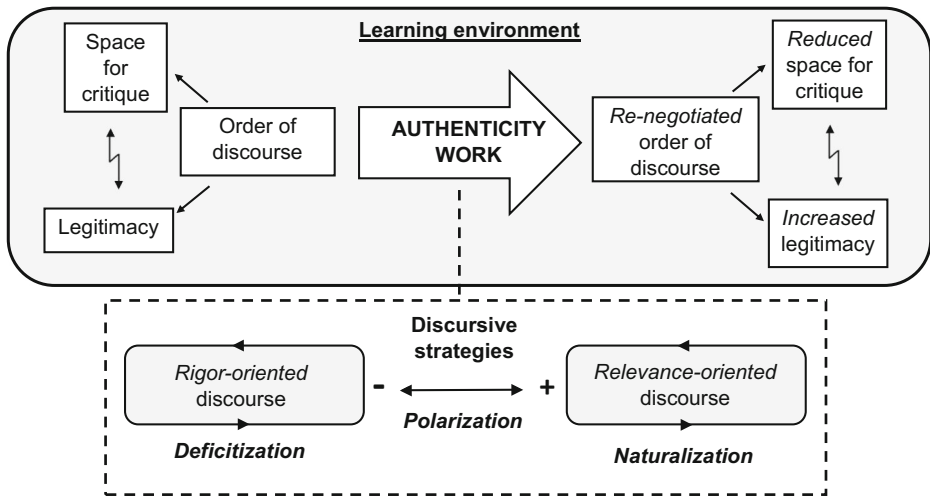 Learning environment
Space
for
critique
Order of
discourse
Legitimacy
AUTHENTICITY
WORK
Re-negotiated
order of
discourse
Reduced
space for
critique
Increased
legitimacy
Discursive
strategies
Rigor-oriented
discourse
-
+
Relevance-oriented
discourse
Polarization
Deficitization
Naturalization